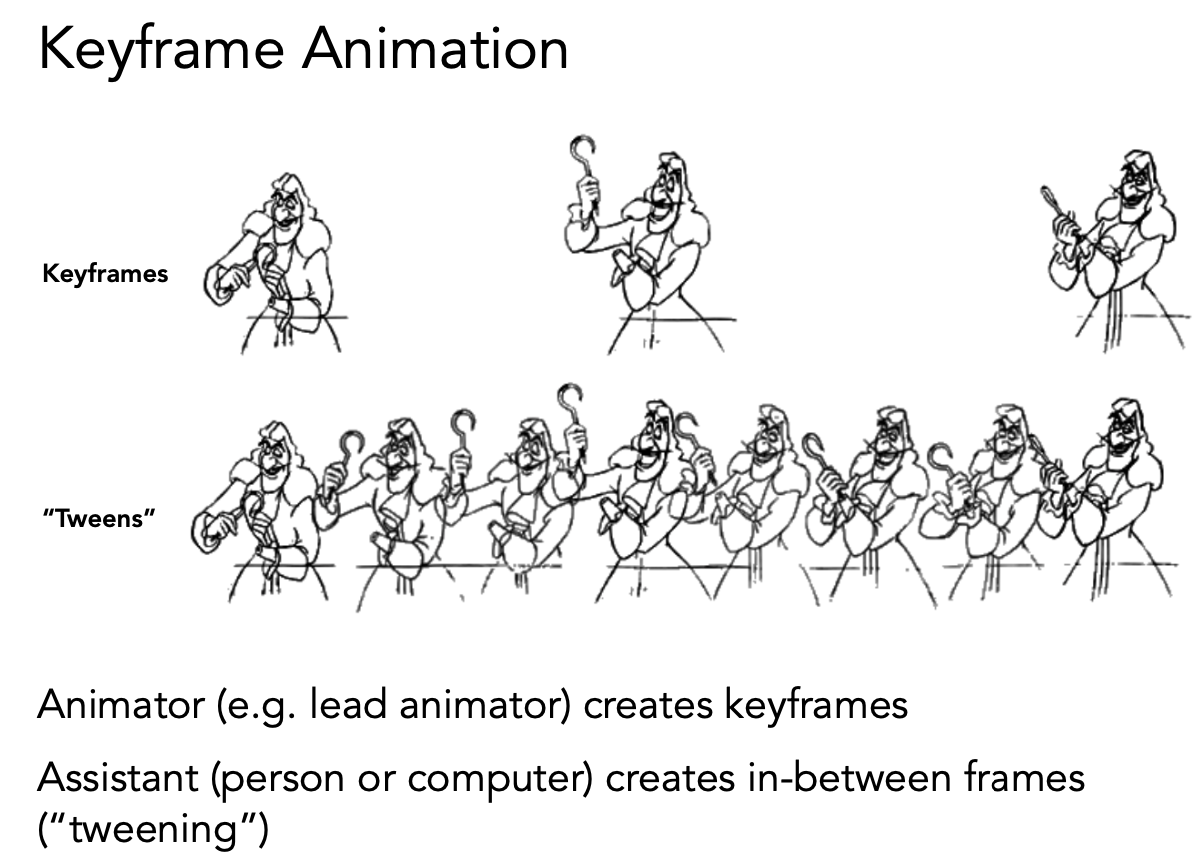 Keyframe Animation
Keyframes
”Tweens”
Animator (e.g. lead animator) creates keyframes
Assistant (person or computer) creates in-between frames
(“tweening”)